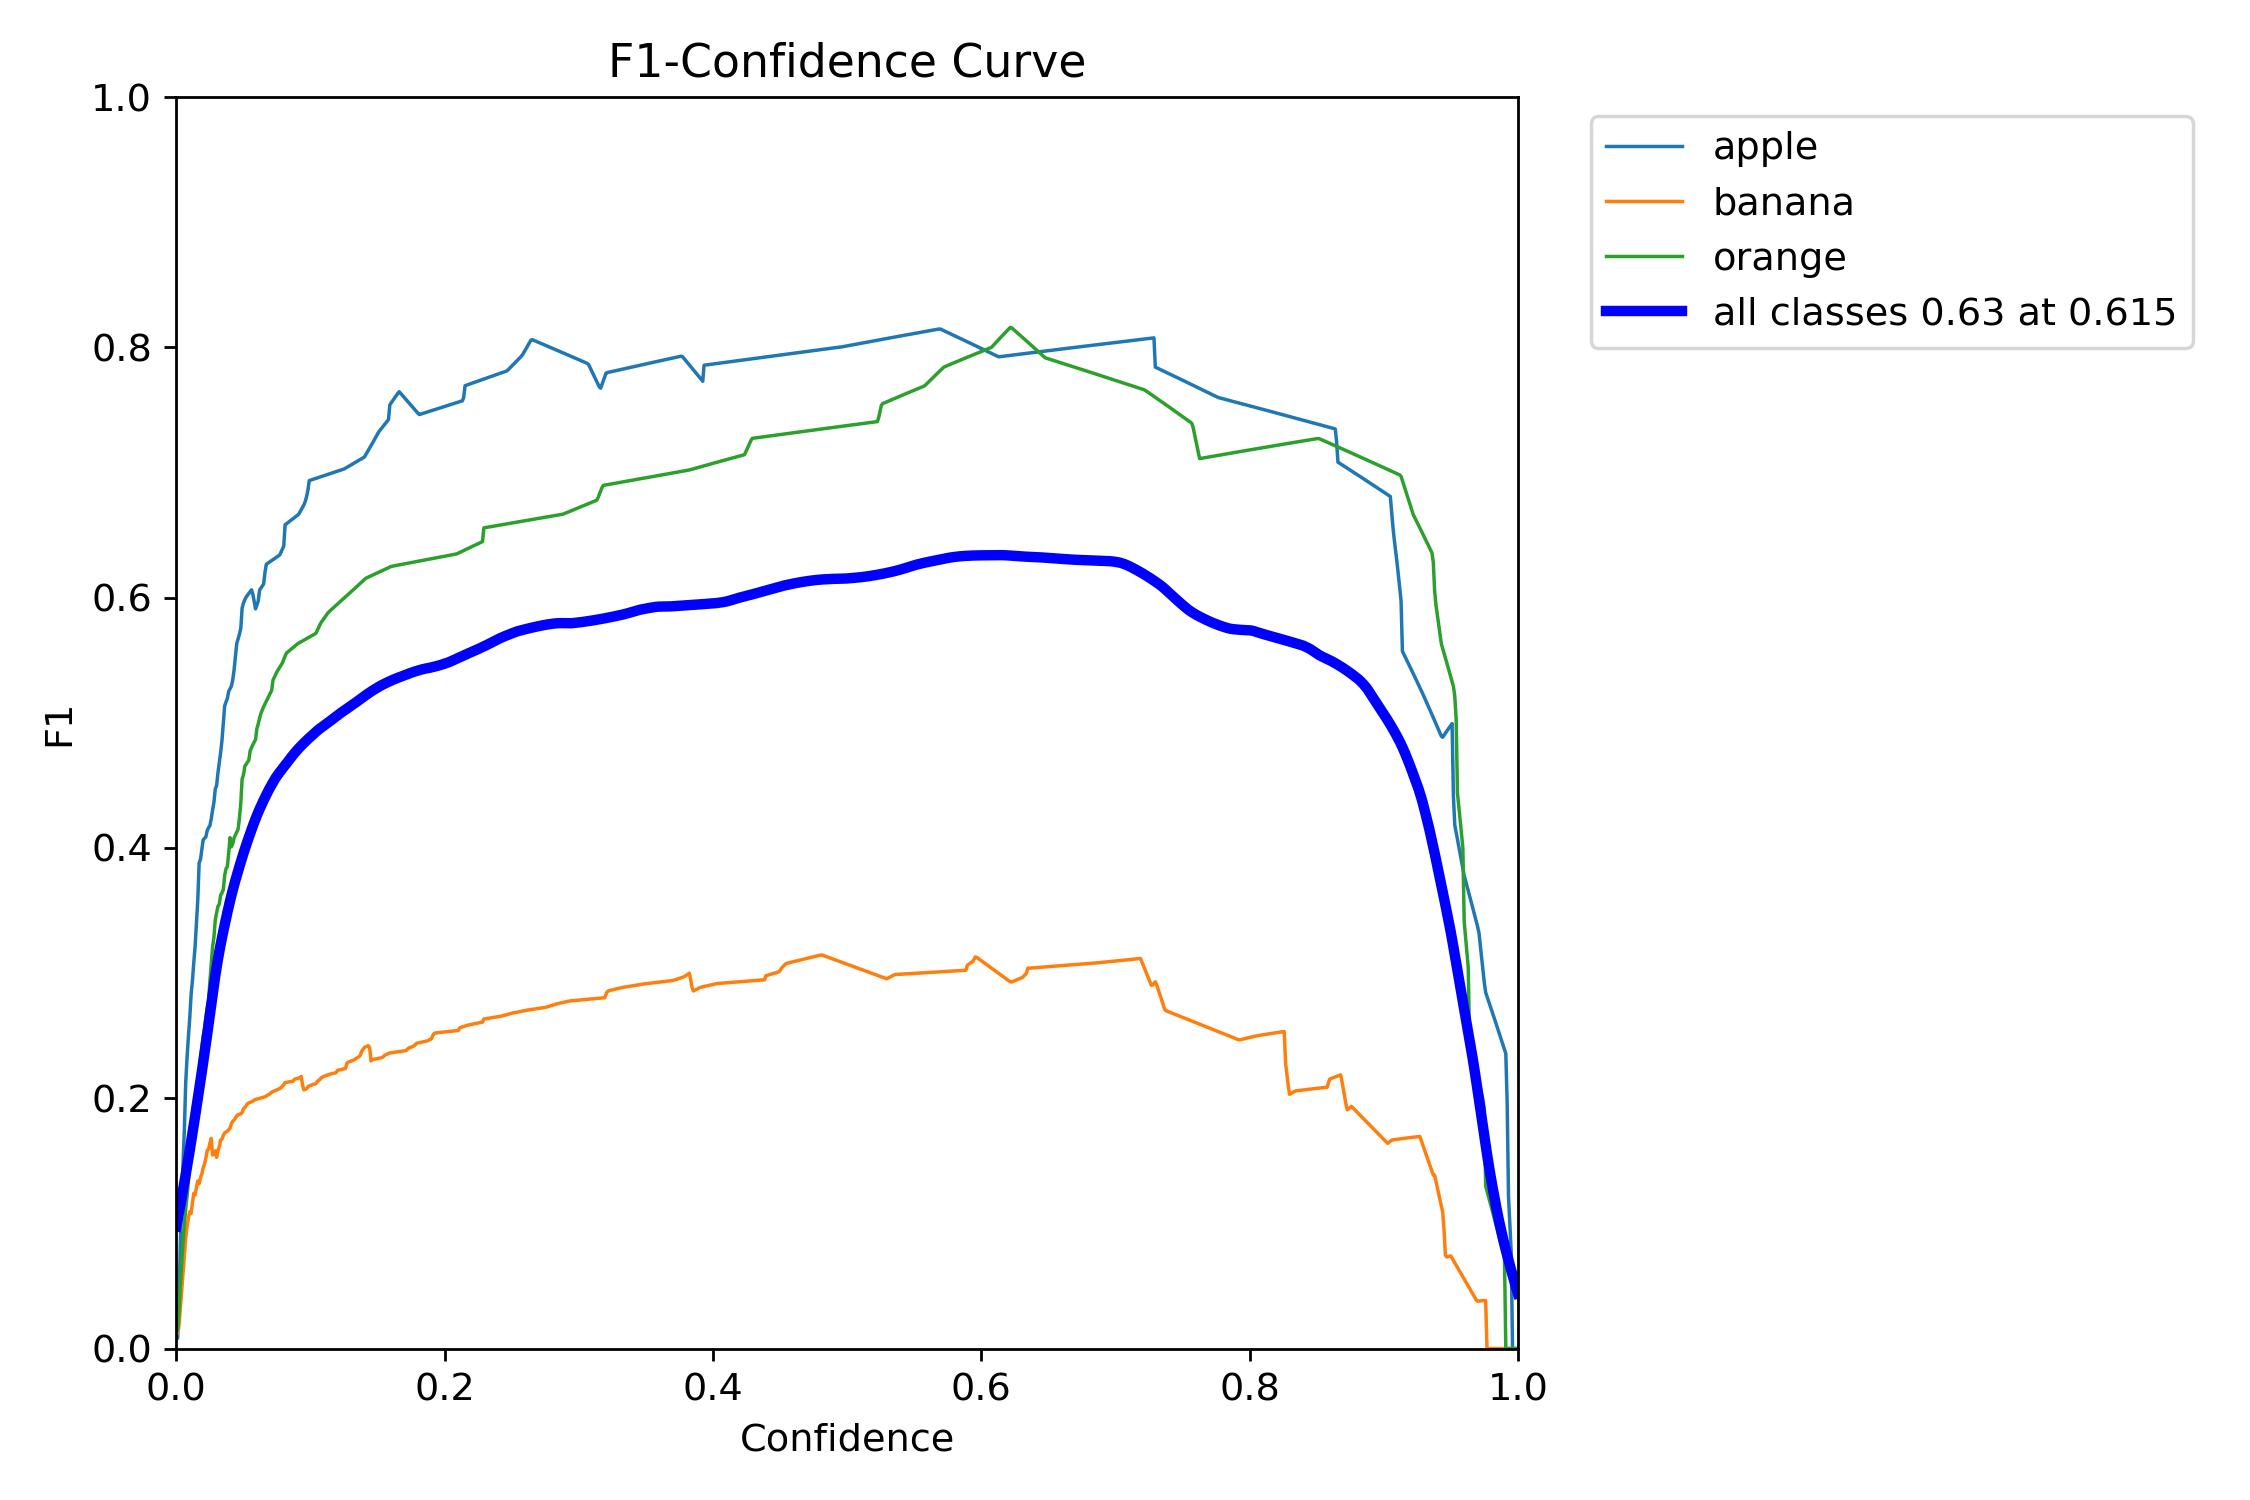 F1-Confidence Curve
1.0
0.8
0.6
0.4
0.2
0.0
F1
0.0 0.2 0.4 0.6 0.8 1.0
Confidence
apple
banana
orange
all classes 0.63 at 0.615